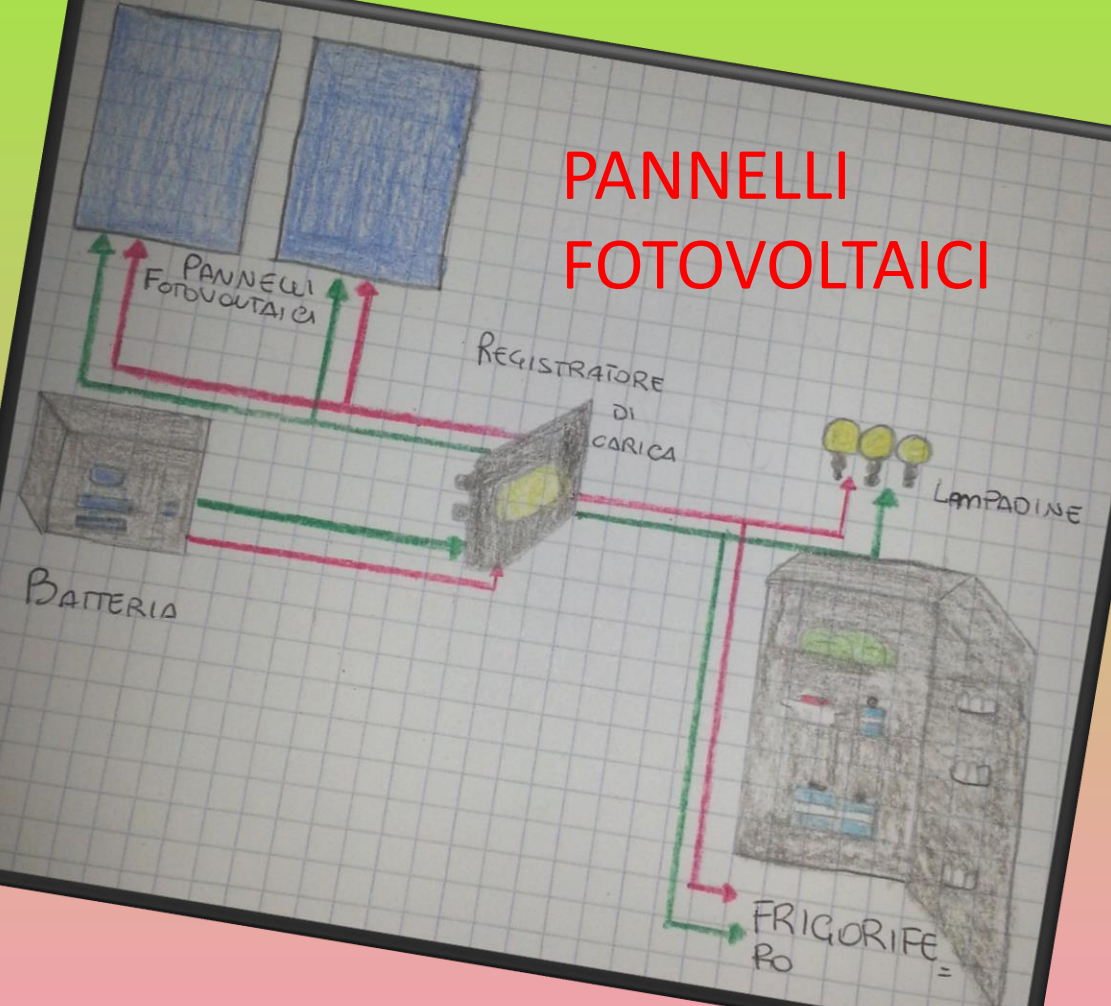 PANNELLI
FOTOVOLTAICI
PANNELLI
FOTOVOLTAICI
REGISTRATORE
DI
CARICA
LAMPADINE
BATTERIA
FRIGORIFE=
RO